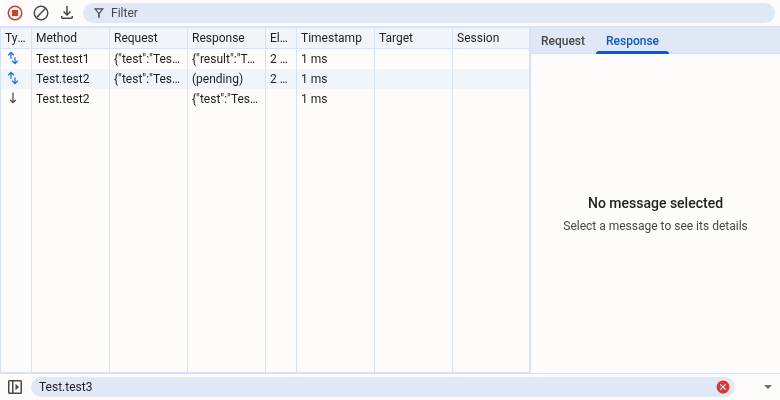 Filter
Ty... Method Request Response El... Timestamp Target Session
Test.test1 {"test":"Tes... {"result":"T... 2 ... 1 ms
Test.test2 {"test":"Tes... (pending) 2 ... 1 ms
Test.test2 {"test":"Tes... 1 ms
Request Response
No message selected
Select a message to see its details
Test.test3